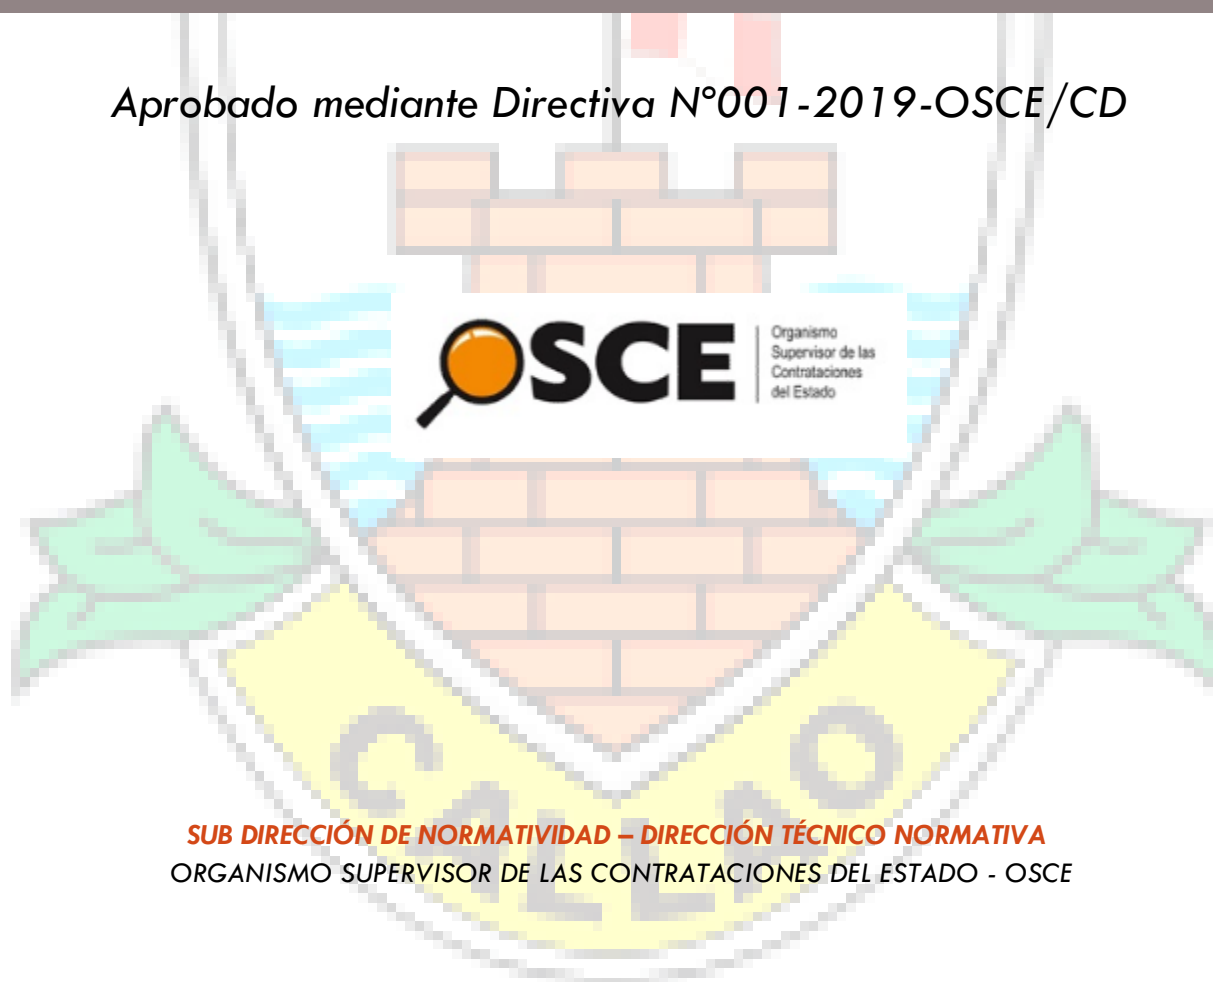 Aprobado mediante Directiva Nº001-2019-OSCE/CD
OSCE
Organismo
Supervisor de las
Contrataciones
del Estado
CALLAO
SUB DIRECCIÓN DE NORMATIVIDAD – DIRECCIÓN TÉCNICO NORMATIVA
ORGANISMO SUPERVISOR DE LAS CONTRATACIONES DEL ESTADO - OSCE